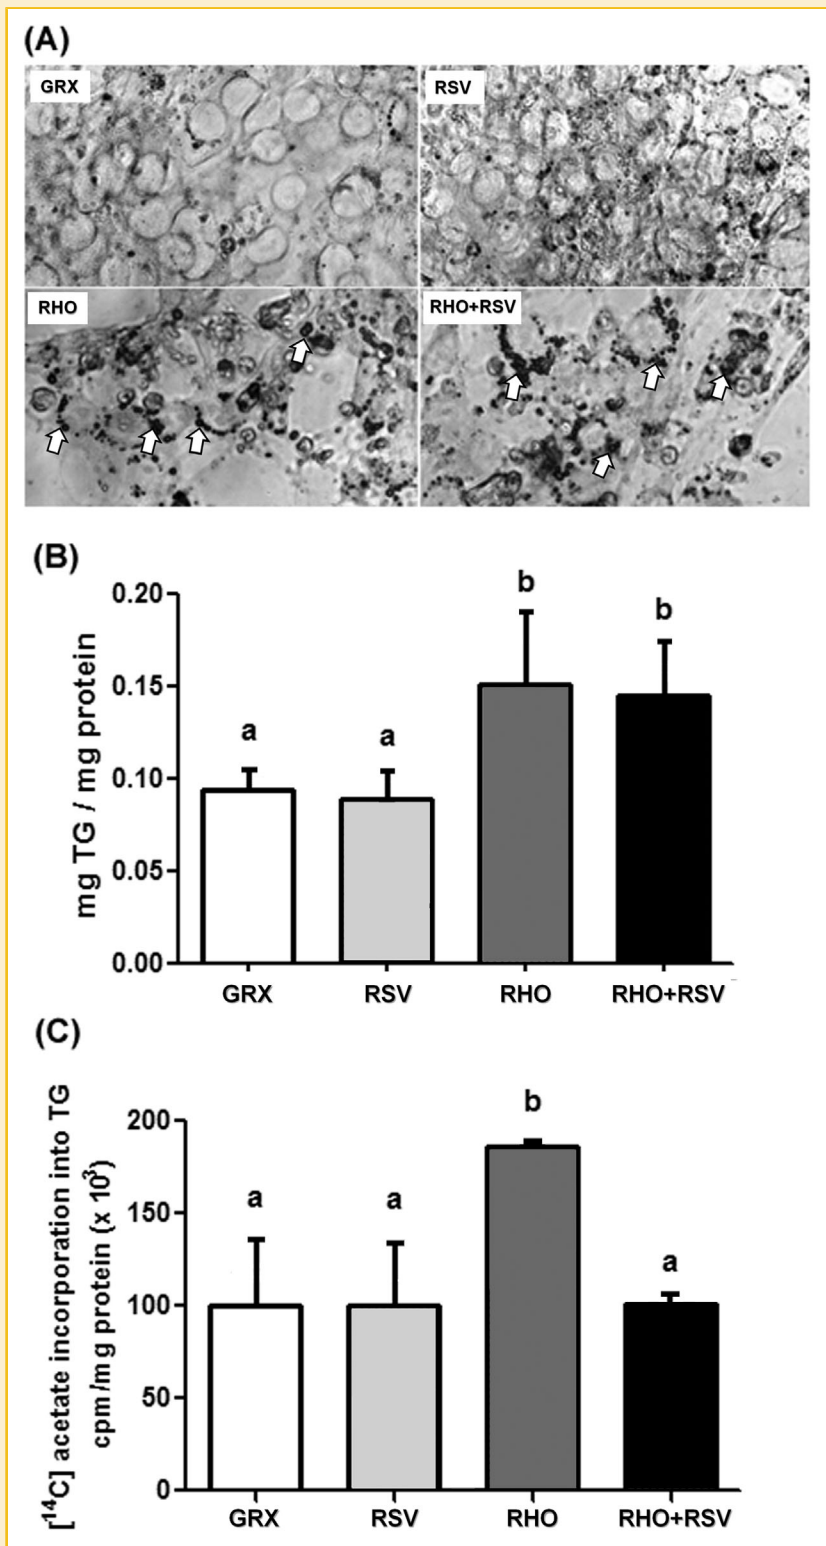 (A)
GRX
RSV
RHO
RHO+RSV
(B)
mg TG / mg protein
0.20
0.15
0.10
0.05
0.00
a
a
b
b
GRX
RSV
RHO
RHO+RSV
(C)
[¹⁴C] acetate incorporation into TG
cpm/mg protein (x 10³)
200
150
100
50
0
a
a
b
a
GRX
RSV
RHO
RHO+RSV